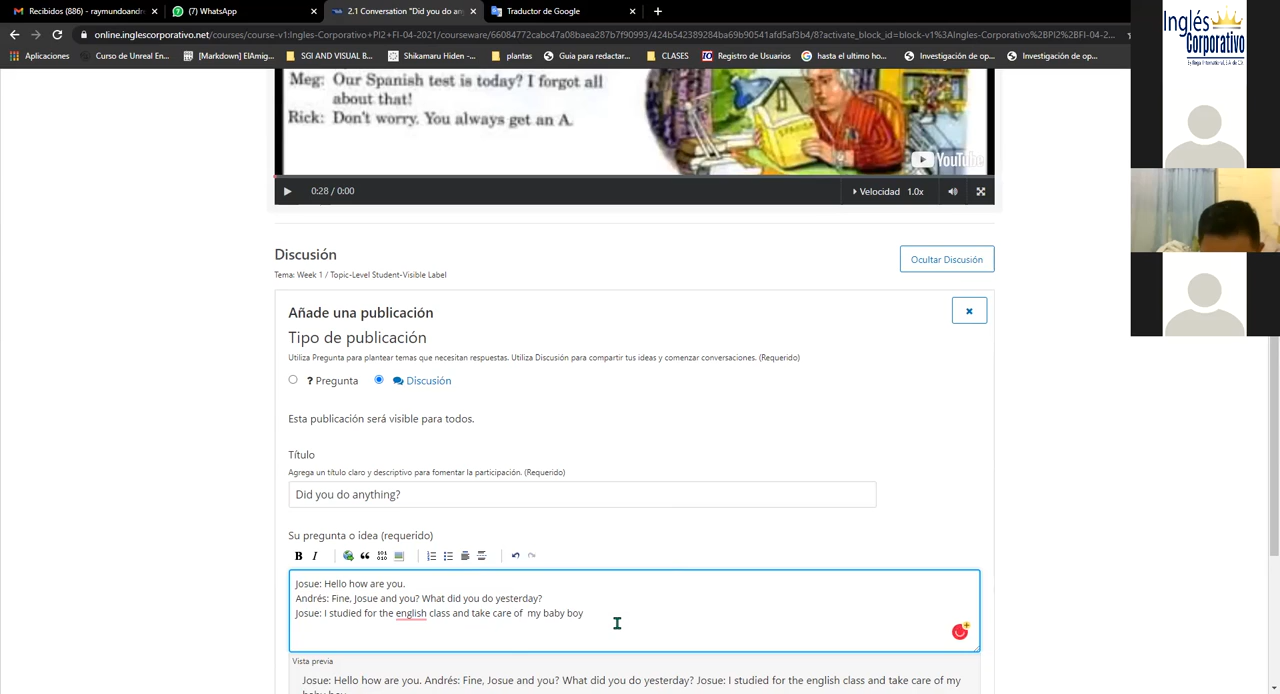 Recibidos (886) - raymundoandr
(7) WhatsApp
2.1 Conversation "Did you do an
Traductor de Google
online.inglescorporativo.net/courses/course-v1:Ingles-Corporativo+PI2+FI-04-2021/courseware/66084772cabc47a08baea287b7f90993/424b542389284ba69b90541afd5af3b4/8?activate_block_id=block-v1%3AIngles-Corporativo%2BPI2%2BFI-04-2...
Aplicaciones
Curso de Unreal En...
[Markdown] ElAmig...
SGI AND VISUAL B...
Shikamaru Hiden -...
plantas
Guia para redactar...
CLASES
Registro de Usuarios
hasta el ultimo ho...
Investigación de op...
Investigación de op...
Inglés
Corporativo
Meg: Our Spanish test is today? I forgot all
about that!
Rick: Don't worry. You always get an A.
SPANISH
YouTube
0:28 / 0:00
Velocidad 1.0x
Discusión
Ocultar Discusión
Tema: Week 1 / Topic-Level Student-Visible Label
Añade una publicación
Tipo de publicación
Utiliza Pregunta para plantear temas que necesitan respuestas. Utiliza Discusión para compartir tus ideas y comenzar conversaciones. (Requerido)
? Pregunta
Discusión
Esta publicación será visible para todos.
Título
Agrega un título claro y descriptivo para fomentar la participación. (Requerido)
Did you do anything?
Su pregunta o idea (requerido)
B I
Josue: Hello how are you.
Andrés: Fine, Josue and you? What did you do yesterday?
Josue: I studied for the english class and take care of my baby boy
Vista previa
Josue: Hello how are you. Andrés: Fine, Josue and you? What did you do yesterday? Josue: I studied for the english class and take care of my
baby boy